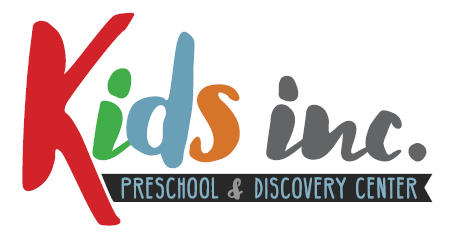 Kids inc.
PRESCHOOL & DISCOVERY CENTER